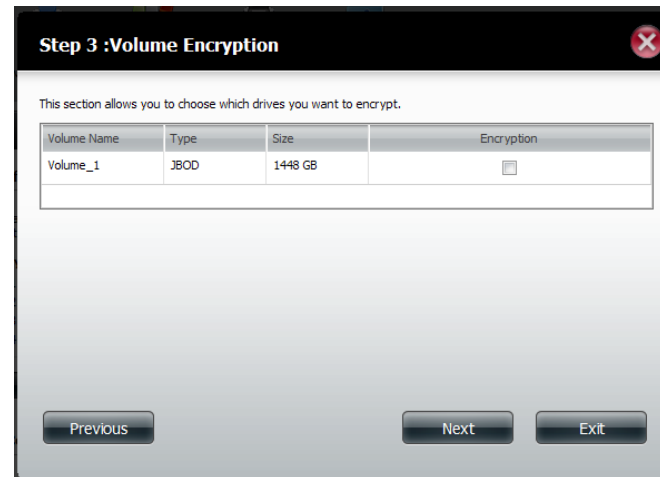 Step 3 :Volume Encryption
This section allows you to choose which drives you want to encrypt.
Volume Name Type Size Encryption
Volume_1 JBOD 1448 GB
Previous Next Exit